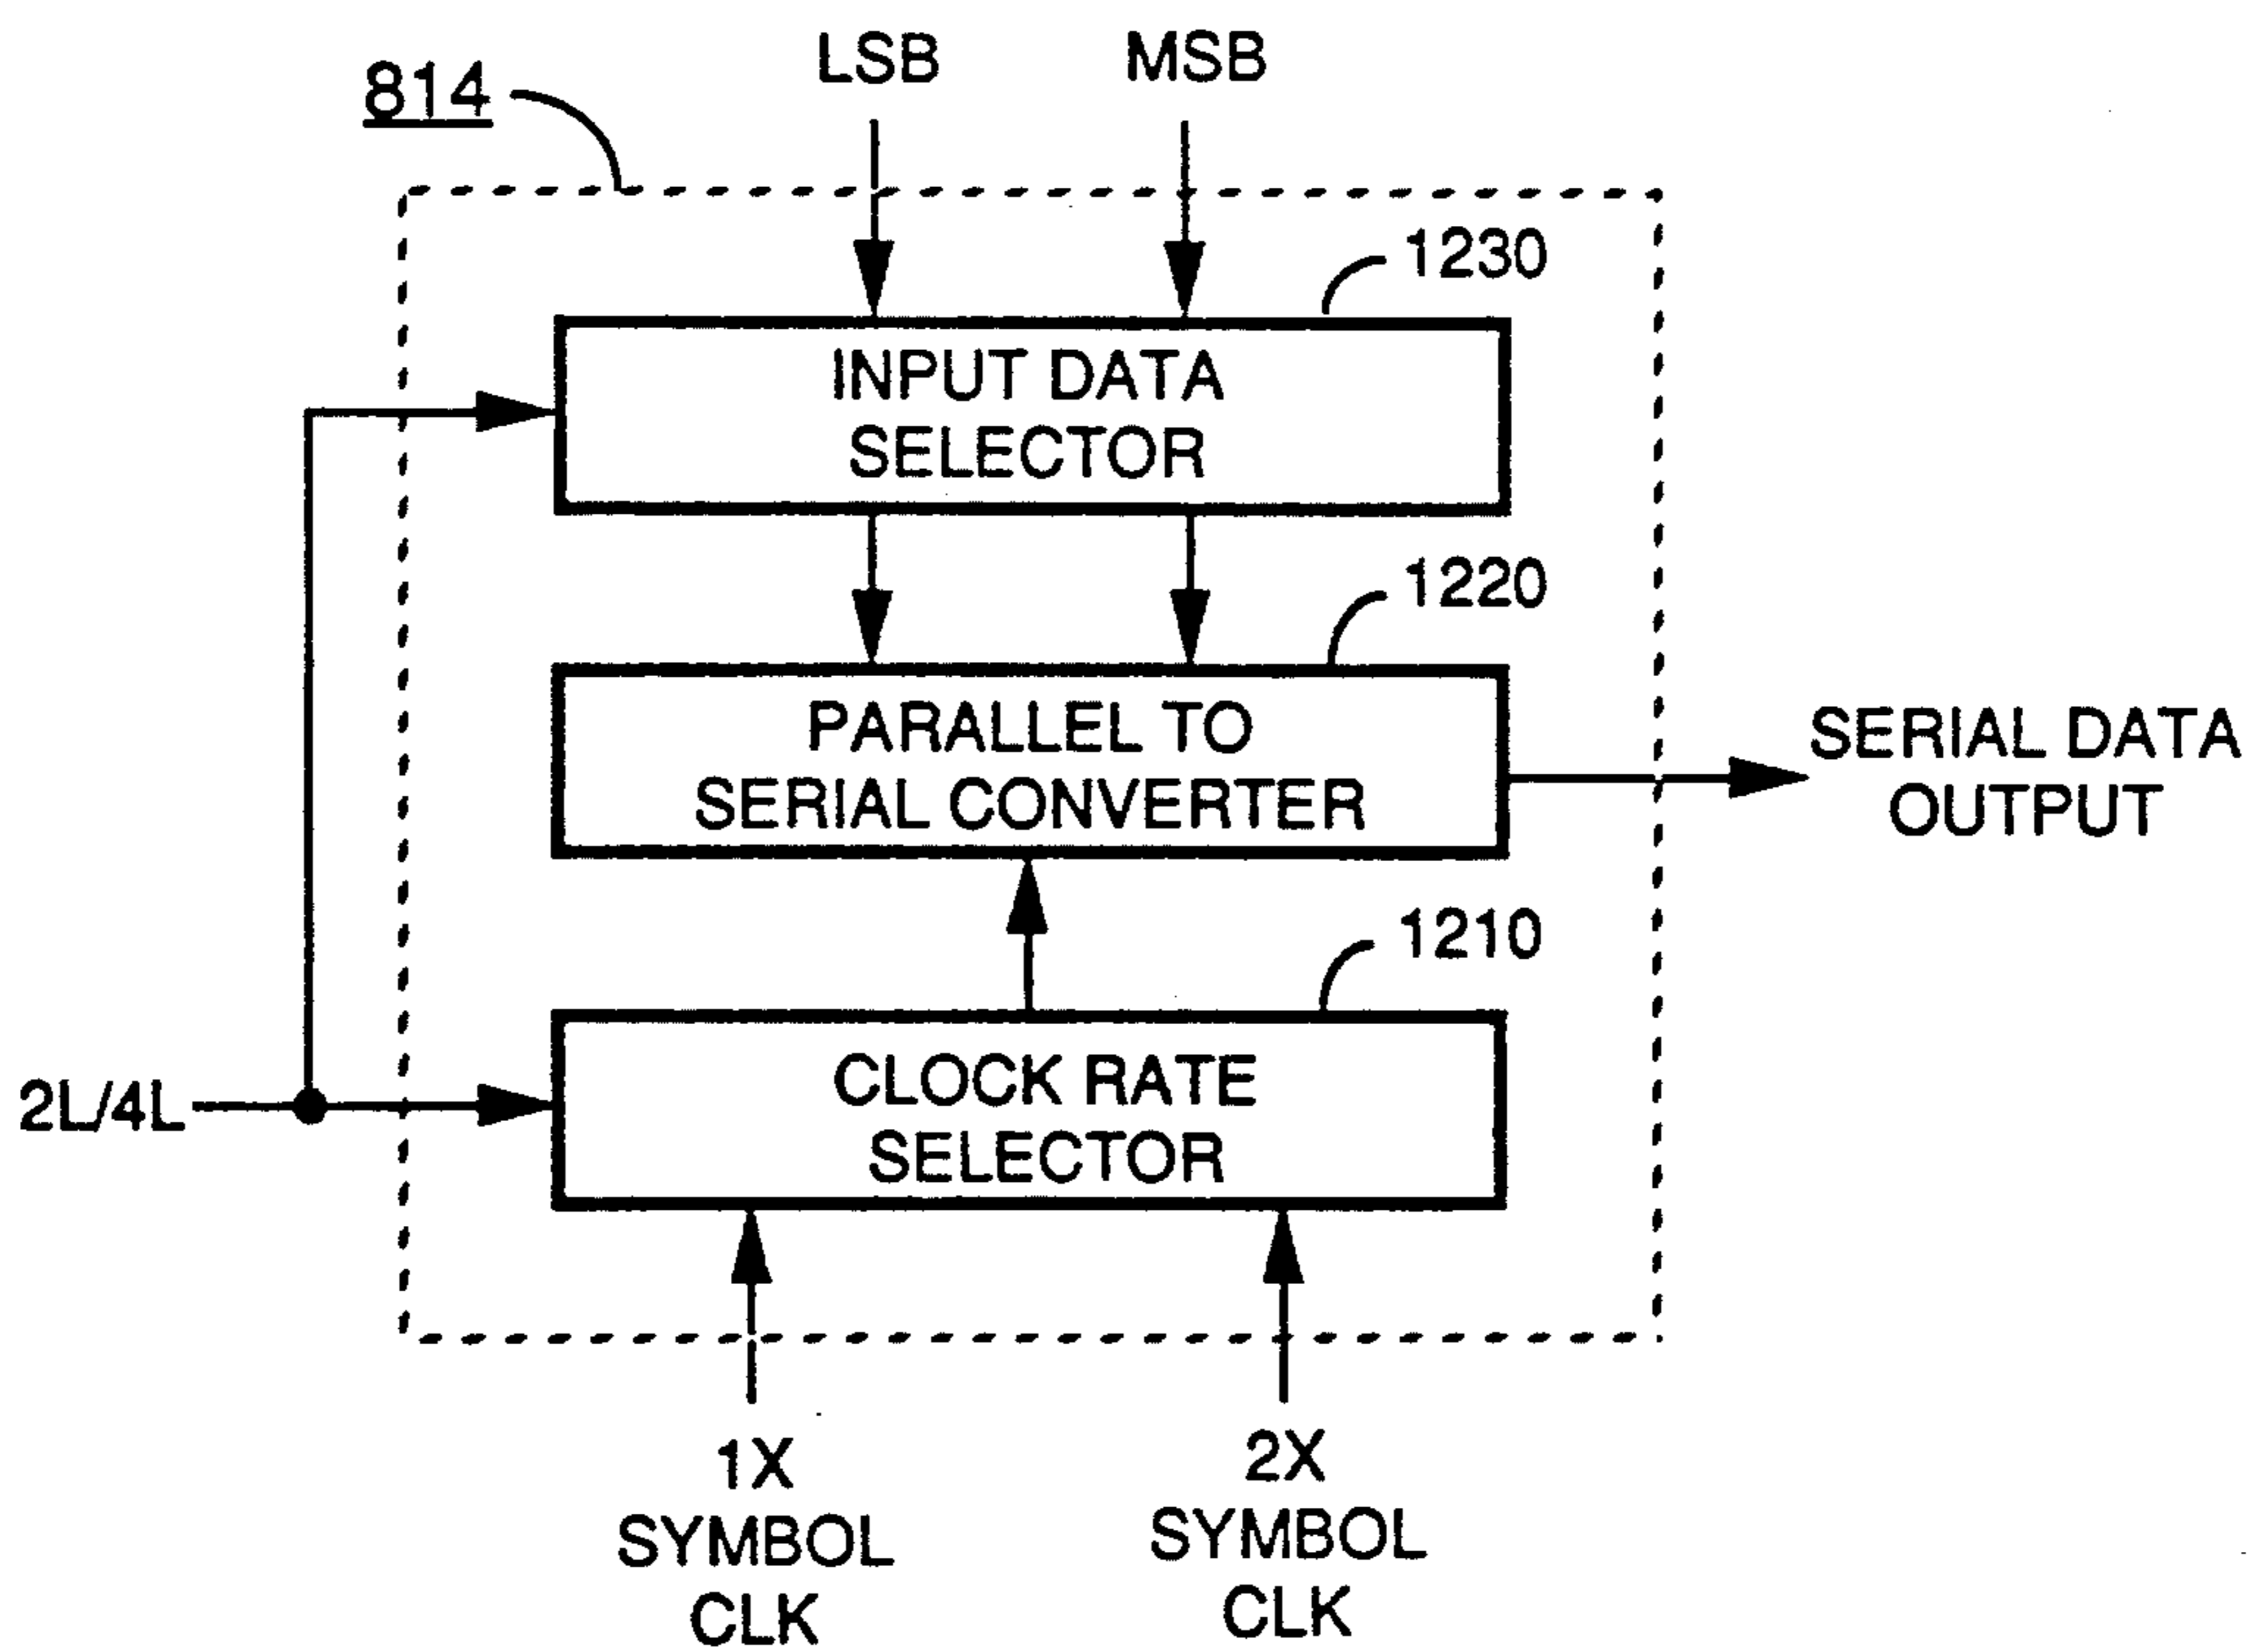 LSB
MSB
814
1230
INPUT DATA
SELECTOR
1220
PARALLEL TO
SERIAL CONVERTER
SERIAL DATA
OUTPUT
1210
CLOCK RATE
SELECTOR
2L/4L
1X
SYMBOL
CLK
2X
SYMBOL
CLK